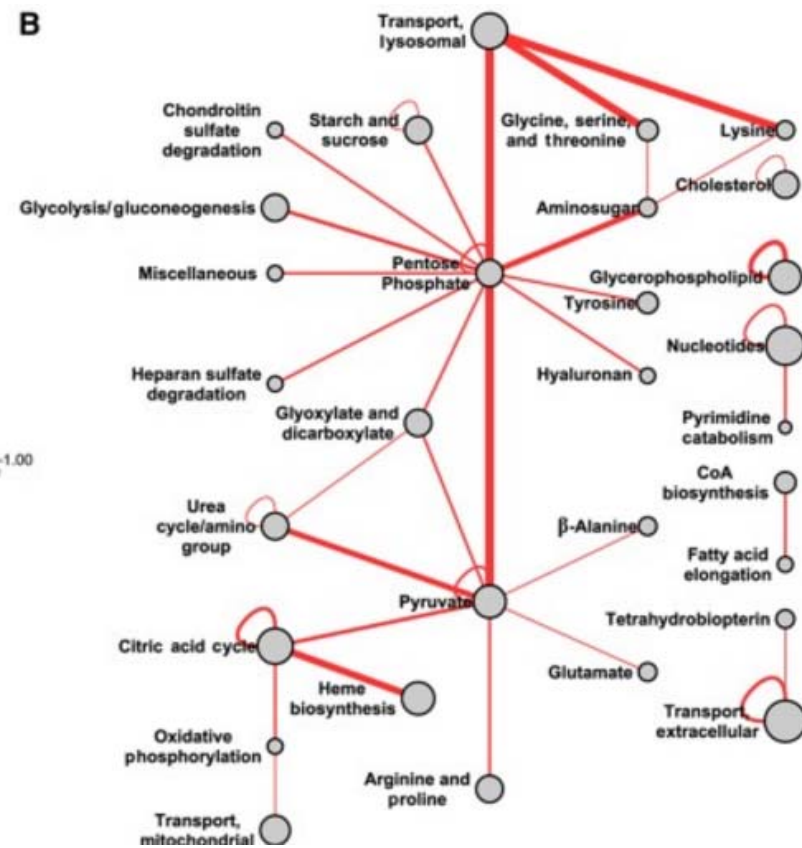 B
Transport,
lysosomal
Chondroitin
sulfate
degradation
Starch and
sucrose
Glycine, serine,
and threonine
Lysine
Cholesterol
Glycolysis/gluconeogenesis
Aminosugar
Miscellaneous
Pentose
Phosphate
Glycerophospholipid
Tyrosine
Nucleotides
Heparan sulfate
degradation
Hyaluronan
Glyoxylate and
dicarboxylate
Pyrimidine
catabolism
-1.00
CoA
biosynthesis
Urea
cycle/amino
group
β-Alanine
Fatty acid
elongation
Pyruvate
Tetrahydrobiopterin
Citric acid cycle
Glutamate
Heme
biosynthesis
Transport,
extracellular
Oxidative
phosphorylation
Arginine and
proline
Transport,
mitochondrial